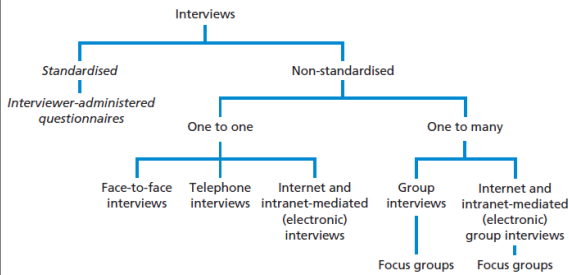 Interviews
Standardised
Non-standardised
Interviewer-administered
questionnaires
One to one
One to many
Face-to-face
interviews
Telephone
interviews
Internet and
intranet-mediated
(electronic)
interviews
Group
interviews
Internet and
intranet-mediated
(electronic)
group interviews
Focus groups
Focus groups